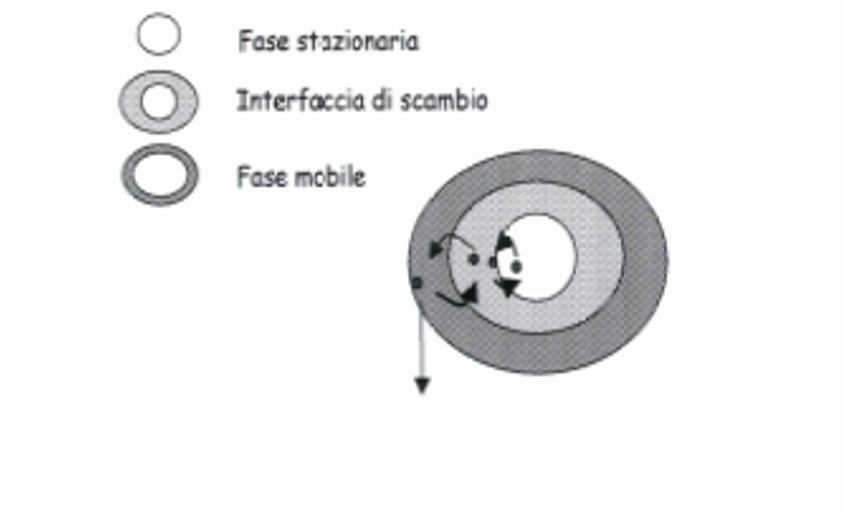 Fase stazionaria
Interfaccia di scambio
Fase mobile